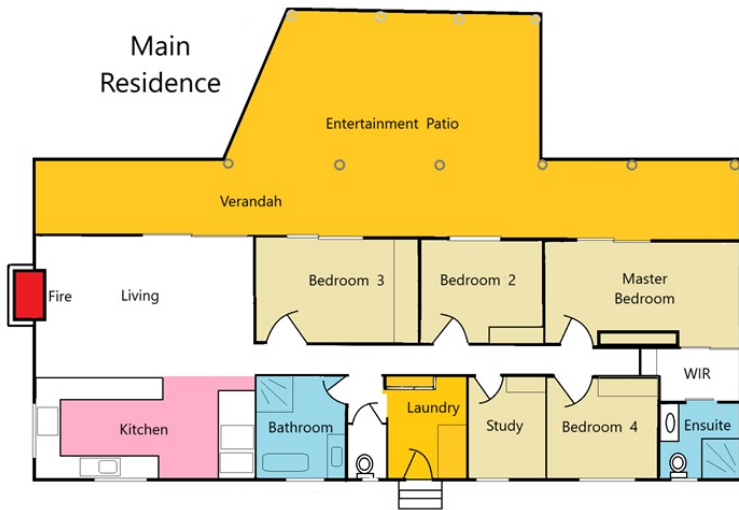 Main
Residence
Entertainment Patio
Verandah
Bedroom 3
Bedroom 2
Master
Bedroom
Fire
Living
WIR
Kitchen
Bathroom
Laundry
Study
Bedroom 4
Ensuite